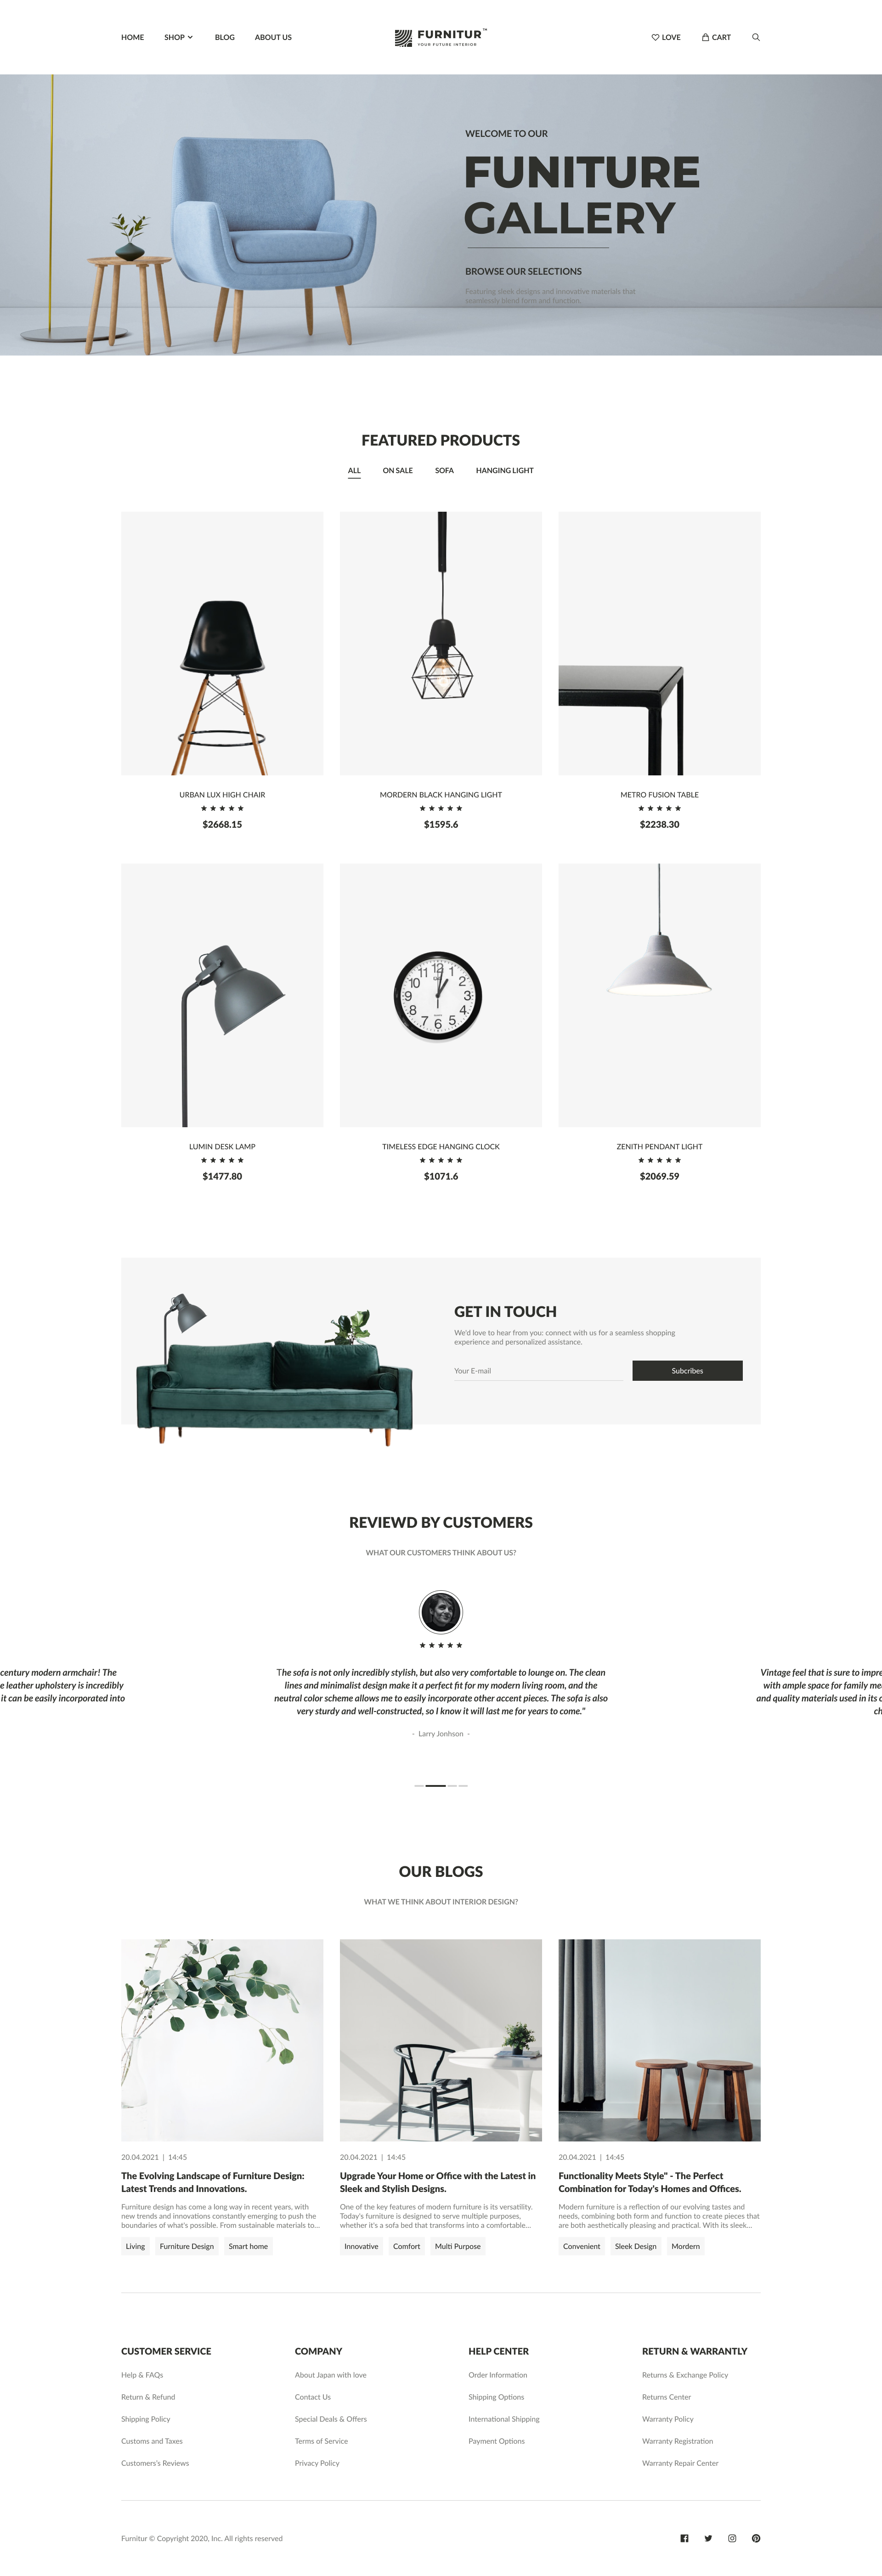 HOME
SHOP
BLOG
ABOUT US
FURNITUR™
YOUR FUTURE INTERIOR
LOVE
CART
WELCOME TO OUR
FUNITURE
GALLERY
BROWSE OUR SELECTIONS
Featuring sleek designs and innovative materials that
seamlessly blend form and function.
FEATURED PRODUCTS
ALL
ON SALE
SOFA
HANGING LIGHT
URBAN LUX HIGH CHAIR
$2668.15
MORDERN BLACK HANGING LIGHT
$1595.6
METRO FUSION TABLE
$2238.30
12
1
2
3
4
5
6
7
8
9
10
11
LUMIN DESK LAMP
$1477.80
TIMELESS EDGE HANGING CLOCK
$1071.6
ZENITH PENDANT LIGHT
$2069.59
GET IN TOUCH
We'd love to hear from you: connect with us for a seamless shopping
experience and personalized assistance.
Your E-mail
Subcribes
REVIEWD BY CUSTOMERS
WHAT OUR CUSTOMERS THINK ABOUT US?
century modern armchair! The
e leather upholstery is incredibly
it can be easily incorporated into
The sofa is not only incredibly stylish, but also very comfortable to lounge on. The clean
lines and minimalist design make it a perfect fit for my modern living room, and the
neutral color scheme allows me to easily incorporate other accent pieces. The sofa is also
very sturdy and well-constructed, so I know it will last me for years to come."
- Larry Jonhson -
Vintage feel that is sure to impre
with ample space for family me
and quality materials used in its c
ch
OUR BLOGS
WHAT WE THINK ABOUT INTERIOR DESIGN?
20.04.2021 | 14:45
The Evolving Landscape of Furniture Design:
Latest Trends and Innovations.
Furniture design has come a long way in recent years, with
new trends and innovations constantly emerging to push the
boundaries of what's possible. From sustainable materials to...
Living
Furniture Design
Smart home
20.04.2021 | 14:45
Upgrade Your Home or Office with the Latest in
Sleek and Stylish Designs.
One of the key features of modern furniture is its versatility.
Today's furniture is designed to serve multiple purposes,
whether it's a sofa bed that transforms into a comfortable...
Innovative
Comfort
Multi Purpose
20.04.2021 | 14:45
Functionality Meets Style" - The Perfect
Combination for Today's Homes and Offices.
Modern furniture is a reflection of our evolving tastes and
needs, combining both form and function to create pieces that
are both aesthetically pleasing and practical. With its sleek...
Convenient
Sleek Design
Mordern
CUSTOMER SERVICE
Help & FAQs
Return & Refund
Shipping Policy
Customs and Taxes
Customers's Reviews
COMPANY
About Japan with love
Contact Us
Special Deals & Offers
Terms of Service
Privacy Policy
HELP CENTER
Order Information
Shipping Options
International Shipping
Payment Options
RETURN & WARRANTLY
Returns & Exchange Policy
Returns Center
Warranty Policy
Warranty Registration
Warranty Repair Center
Furnitur © Copyright 2020, Inc. All rights reserved